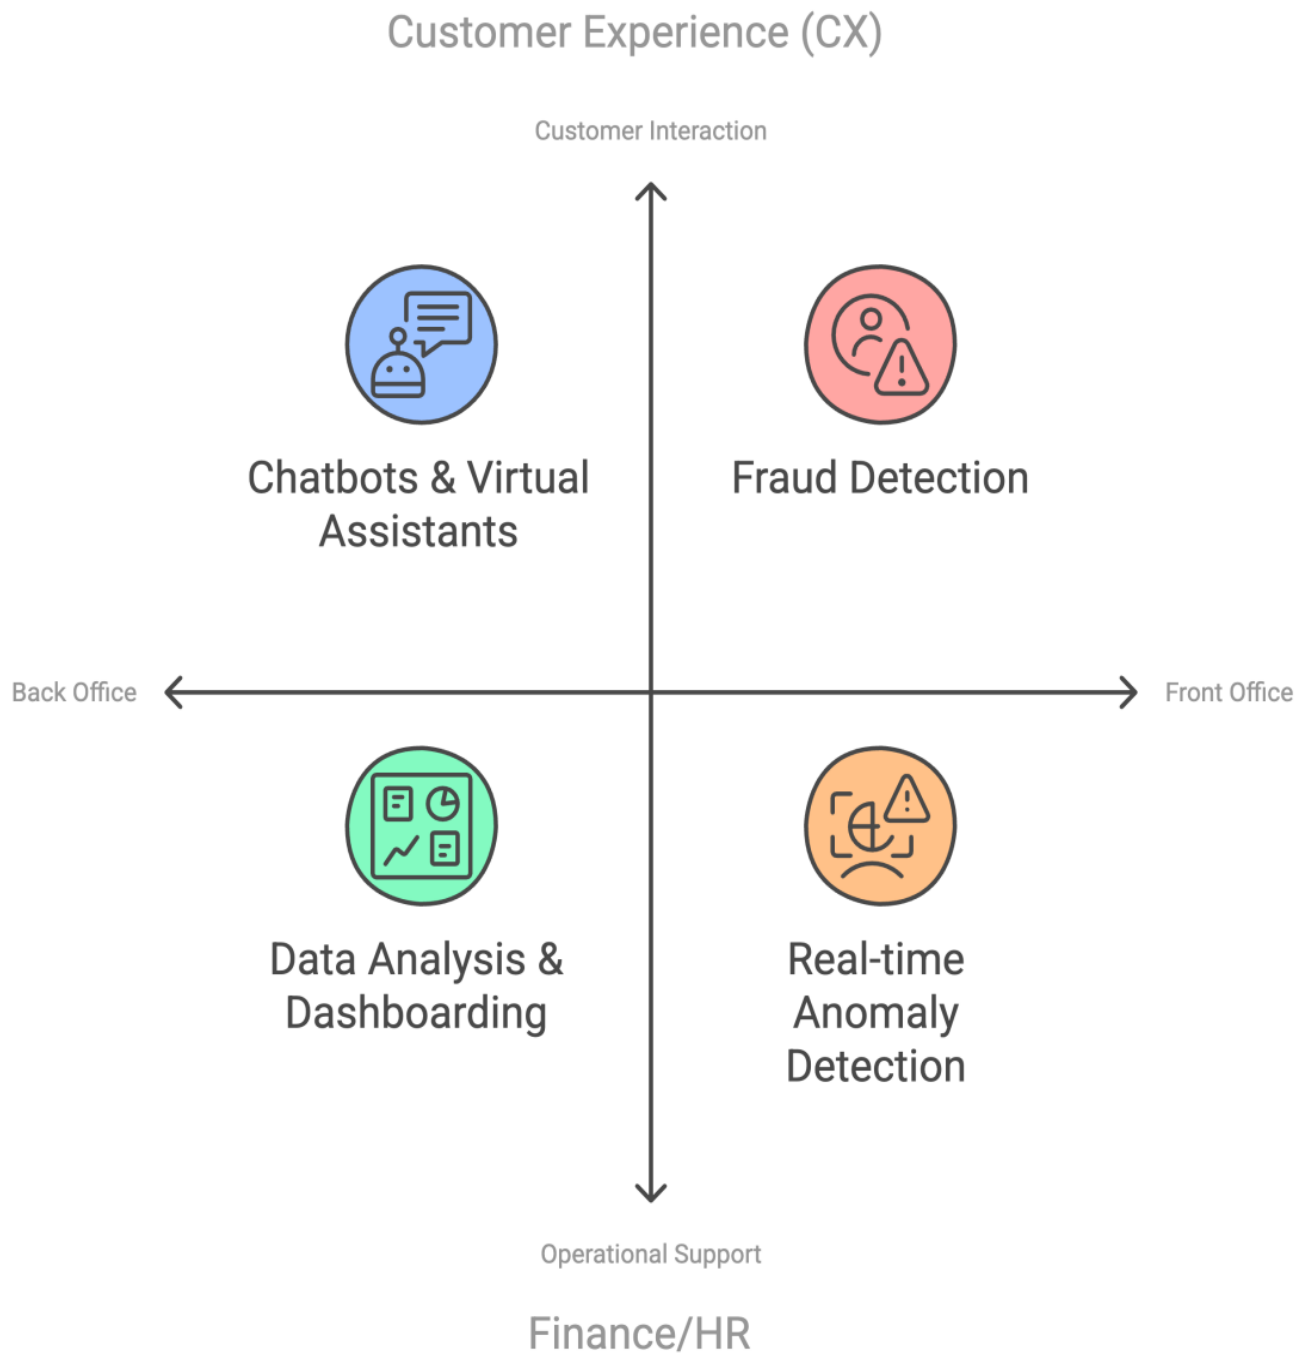 Customer Experience (CX)
Customer Interaction
Chatbots & Virtual
Assistants
Fraud Detection
Back Office
Front Office
Data Analysis &
Dashboarding
Real-time
Anomaly
Detection
Operational Support
Finance/HR